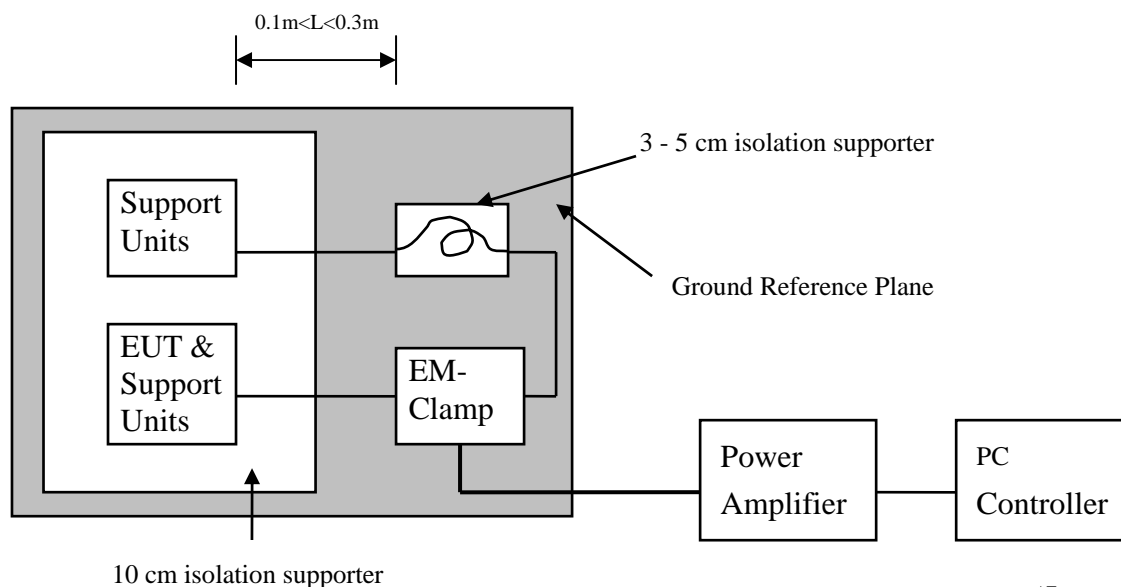 0.1m<L<0.3m
3 - 5 cm isolation supporter
Support
Units
Ground Reference Plane
EUT &
Support
Units
EM-
Clamp
Power
Amplifier
PC
Controller
10 cm isolation supporter